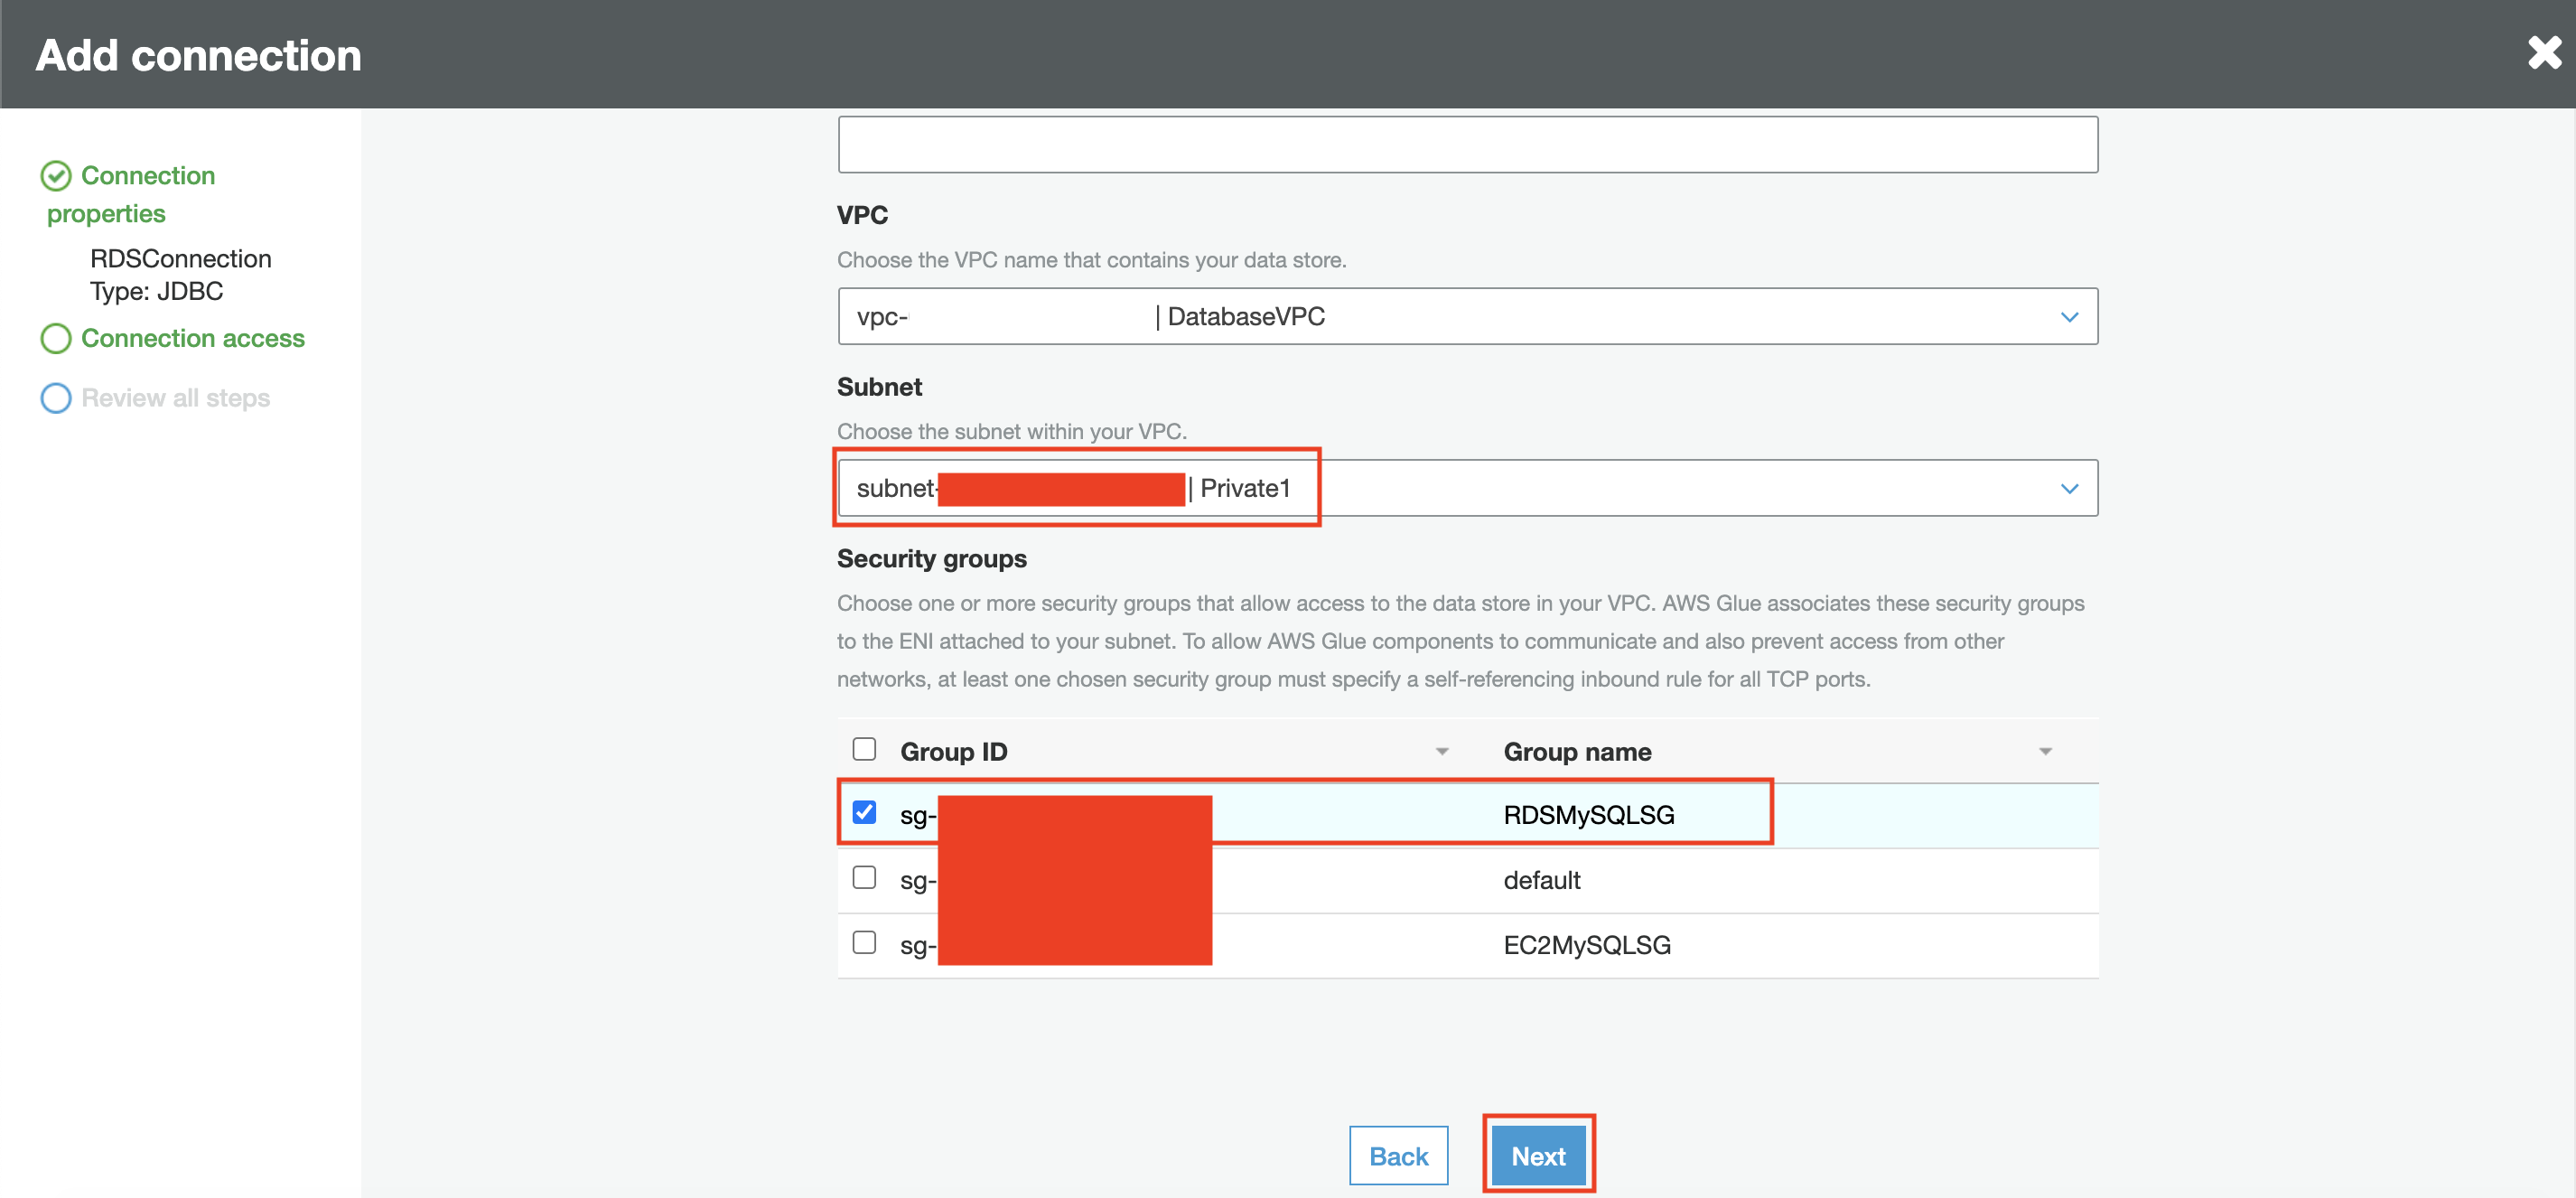 Add connection
Connection
properties
RDSConnection
Type: JDBC
Connection access
Review all steps
VPC
Choose the VPC name that contains your data store.
vpc- | DatabaseVPC
Subnet
Choose the subnet within your VPC.
subnet- | Private1
Security groups
Choose one or more security groups that allow access to the data store in your VPC. AWS Glue associates these security groups
to the ENI attached to your subnet. To allow AWS Glue components to communicate and also prevent access from other
networks, at least one chosen security group must specify a self-referencing inbound rule for all TCP ports.
Group ID Group name
sg- RDSMySQLSG
sg- default
sg- EC2MySQLSG
Back Next